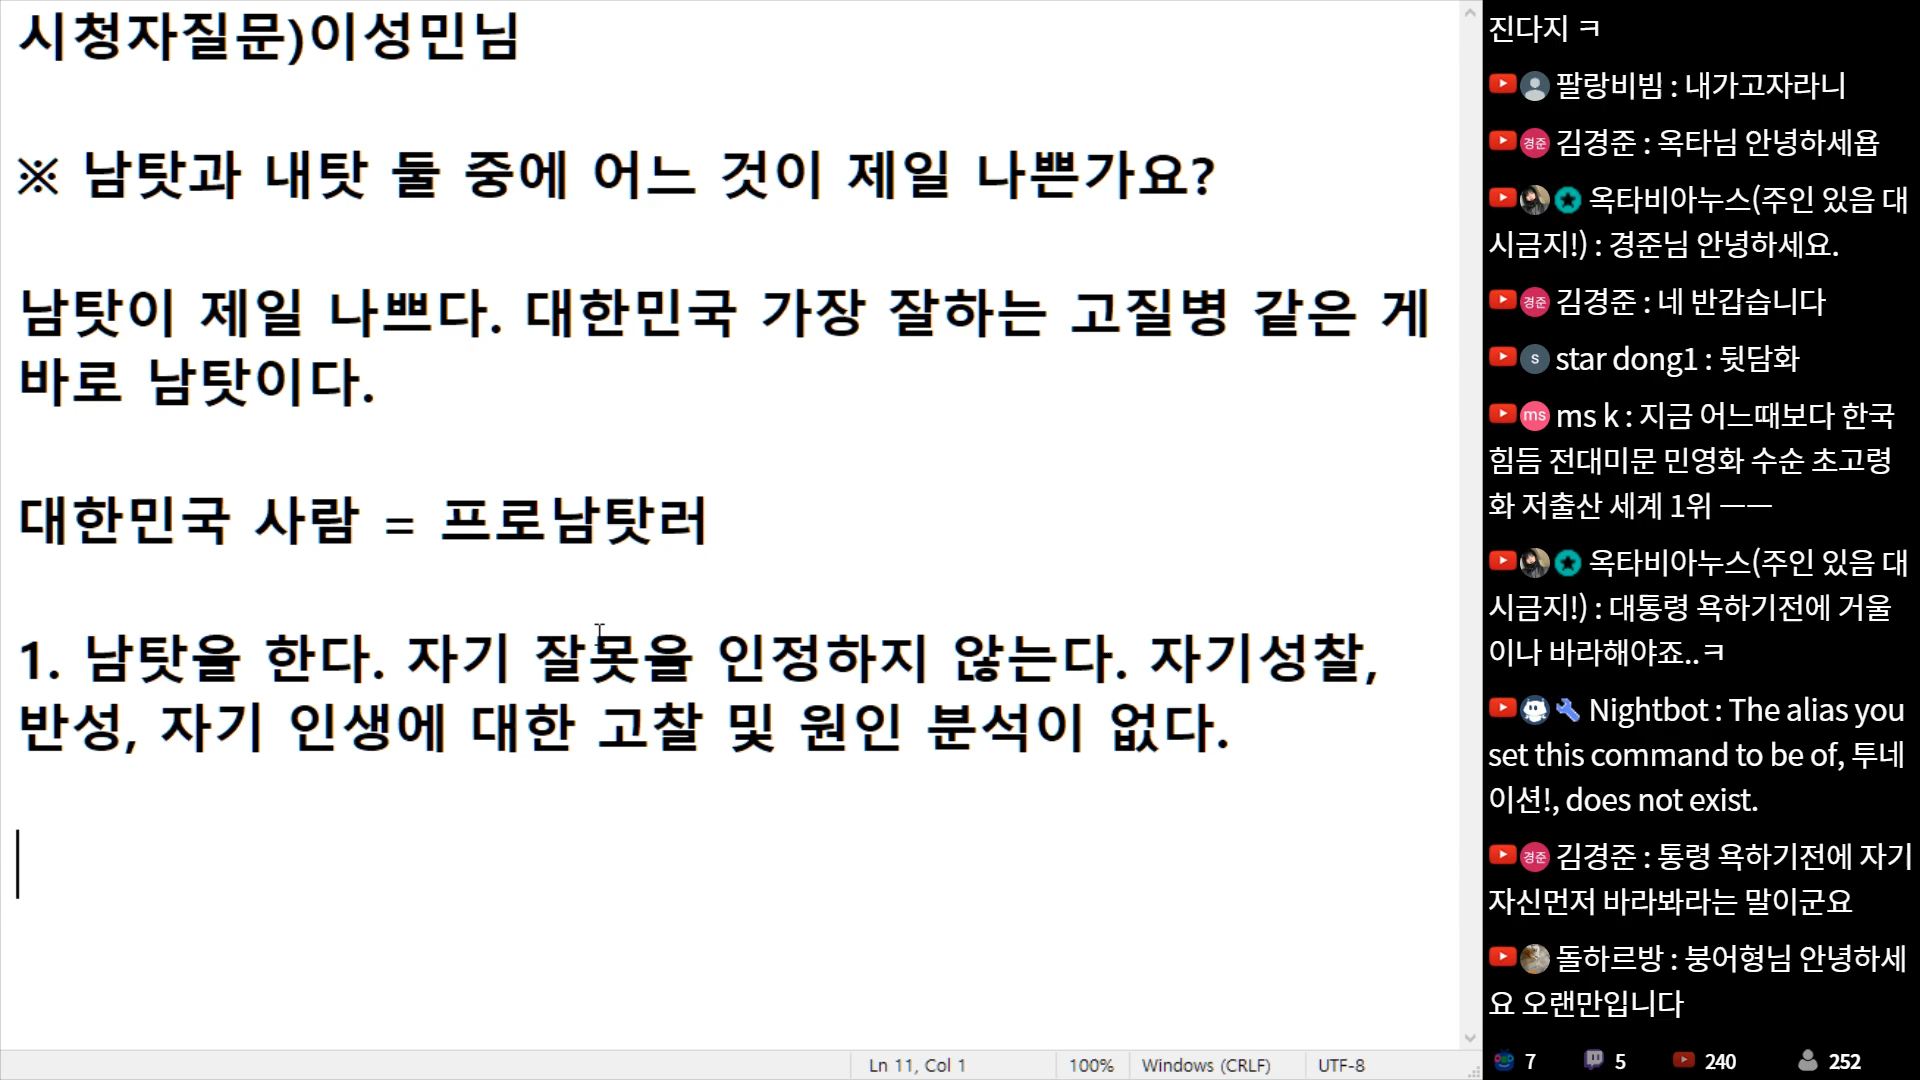 시청자질문)이성민님
※ 남탓과 내탓 둘 중에 어느 것이 제일 나쁜가요?
남탓이 제일 나쁘다. 대한민국 가장 잘하는 고질병 같은 게
바로 남탓이다.
대한민국 사람 = 프로남탓러
1. 남탓을 한다. 자기 잘못을 인정하지 않는다. 자기성찰,
반성, 자기 인생에 대한 고찰 및 원인 분석이 없다.
Ln 11, Col 1
100%
Windows (CRLF)
UTF-8
진다지 ㅋ
팔랑비빔 : 내가고자라니
경준 김경준 : 옥타님 안녕하세욥
옥타비아누스(주인 있음 대
시금지!) : 경준님 안녕하세요.
경준 김경준 : 네 반갑습니다
s star dong1 : 뒷담화
ms ms k : 지금 어느때보다 한국
힘듬 전대미문 민영화 수순 초고령
화 저출산 세계 1위 ㅡㅡ
옥타비아누스(주인 있음 대
시금지!) : 대통령 욕하기전에 거울
이나 바라해야죠..ㅋ
Nightbot : The alias you
set this command to be of, 투네
이션!, does not exist.
경준 김경준 : 통령 욕하기전에 자기
자신먼저 바라봐라는 말이군요
돌하르방 : 붕어형님 안녕하세
요 오랜만입니다
7
5
240
252